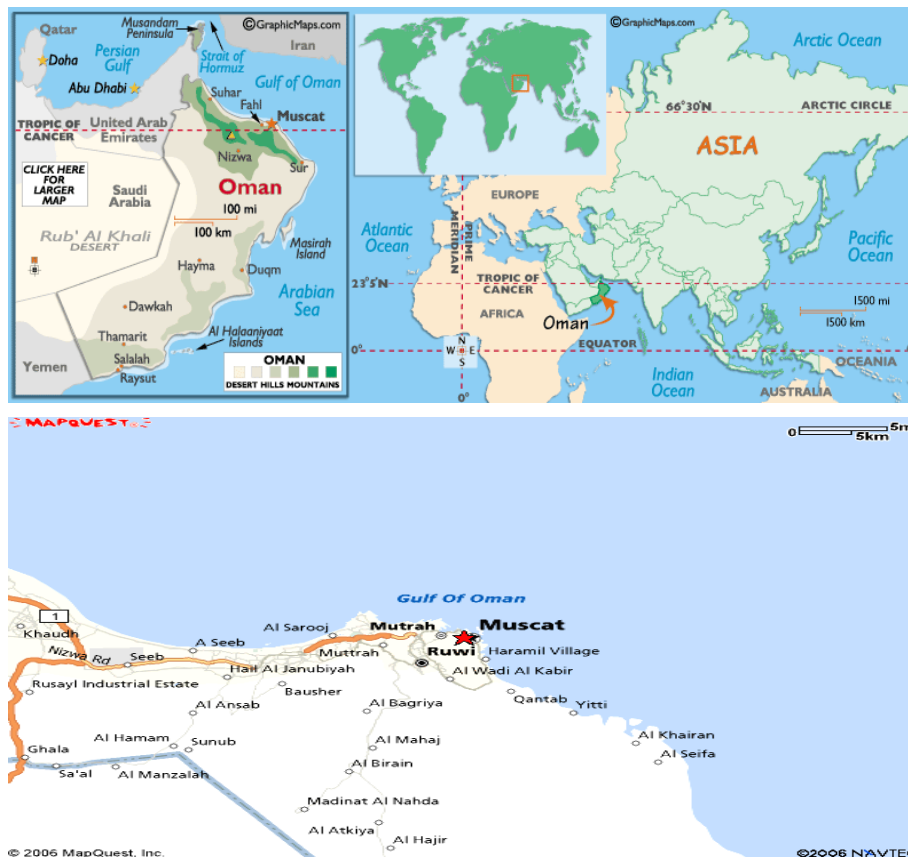 ©GraphicMaps.com
Qatar
Musandam
Peninsula
Iran
Persian
Gulf
Strait of
Hormuz
Doha
Gulf of Oman
Abu Dhabi
Suhar
Fahl
Muscat
TROPIC OF
CANCER
United Arab
Emirates
Nizwa
Sur
CLICK HERE
FOR
LARGER
MAP
Oman
Saudi
Arabia
100 mi
100 km
Rub' Al Khali
DESERT
Masirah
Island
Hayma
Duqm
Arabian
Sea
Dawkah
Thamarit
Al Halaaniyaat
Islands
Salalah
Yemen
Raysut
OMAN
DESERT HILLS MOUNTAINS
©GraphicMaps.com
Arctic Ocean
66°30'N
ARCTIC CIRCLE
ASIA
EUROPE
Atlantic
Ocean
PRIME
MERIDIAN
Pacific
Ocean
23°5'N
TROPIC OF
CANCER
1500 mi
1500 km
AFRICA
Oman
EQUATOR
N
W E
S
0°
OCEANIA
Indian
Ocean
AUSTRALIA
0°
MAPQUEST
5m
0
5km
Gulf Of Oman
1
Khaudh
Al Sarooj
Mutrah
Muscat
A Seeb
Nizwa Rd
Seeb
Muttrah
Ruwi
Haramil Village
Hail Al Janubiyah
Al Wadi Al Kabir
Rusayl Industrial Estate
Bausher
Qantab
Yitti
Al Ansab
Al Bagriya
Al Hamam
Sunub
Al Mahaj
Al Khairan
Ghala
Al Seifa
Sa'al
Al Manzalah
Al Birain
Madinat Al Nahda
Al Atkiya
Al Hajir
© 2006 MapQuest, Inc.
©2006 NAVTE